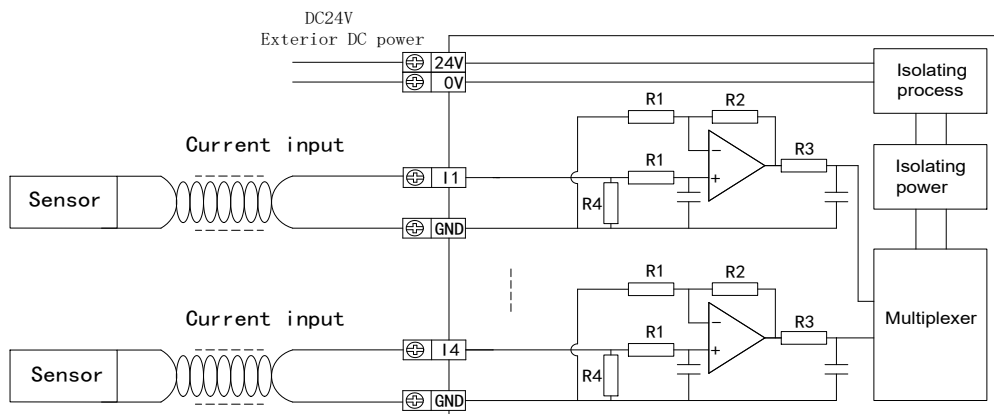 DC24V
Exterior DC power
24V
0V
Isolating
process
R1
R2
Current input
R3
I1
R1
Isolating
power
Sensor
R4
GND
R1
R2
Current input
R3
Multiplexer
I4
R1
Sensor
R4
GND